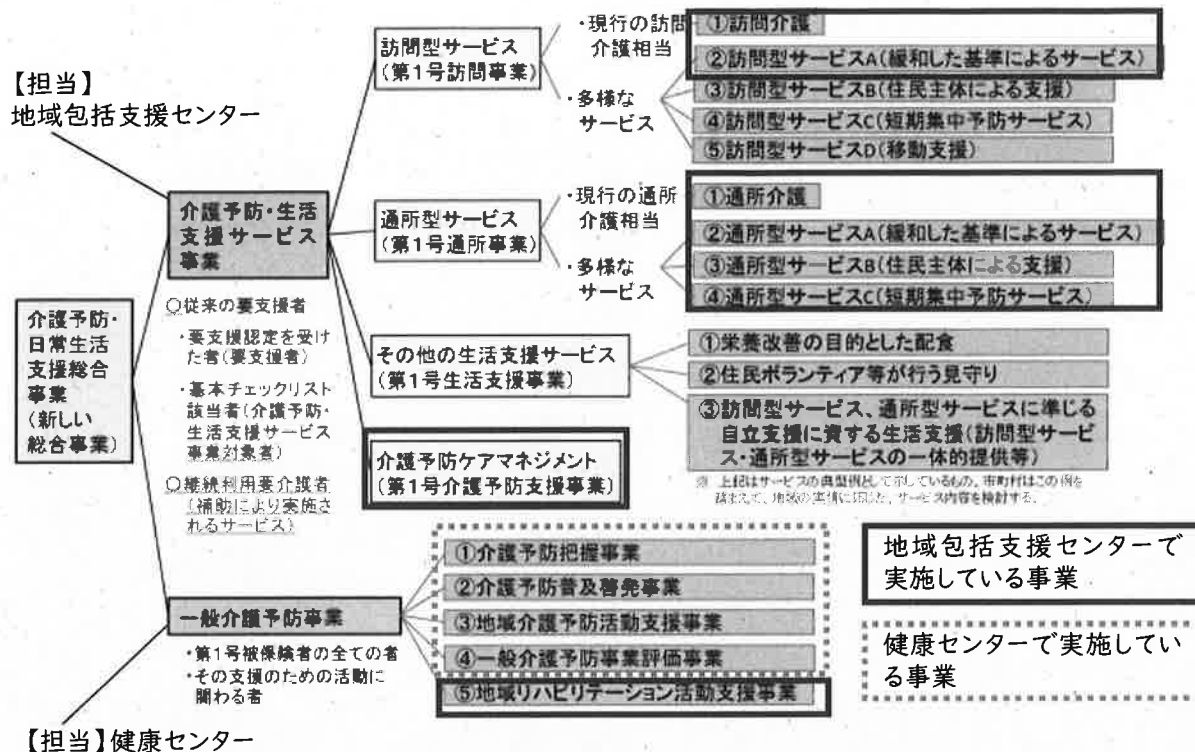 【担当】
地域包括支援センター
介護予防・
日常生活
支援総合
事業
(新しい
総合事業)
介護予防・生活
支援サービス
事業
〇従来の要支援者
・要支援認定を受け
た者(要支援者)
・基本チェックリスト
該当者(介護予防・
生活支援サービス
事業対象者)
〇継続利用要介護者
(補助により実施さ
れるサービス)
訪問型サービス
(第1号訪問事業)
・現行の訪問
介護相当
・多様な
サービス
①訪問介護
②訪問型サービスA(緩和した基準によるサービス)
③訪問型サービスB(住民主体による支援)
④訪問型サービスC(短期集中予防サービス)
⑤訪問型サービスD(移動支援)
通所型サービス
(第1号通所事業)
・現行の通所
介護相当
・多様な
サービス
①通所介護
②通所型サービスA(緩和した基準によるサービス)
③通所型サービスB(住民主体による支援)
④通所型サービスC(短期集中予防サービス)
その他の生活支援サービス
(第1号生活支援事業)
①栄養改善の目的とした配食
②住民ボランティア等が行う見守り
③訪問型サービス、通所型サービスに準じる
自立支援に資する生活支援(訪問型サービ
ス・通所型サービスの一体的提供等)
※ 上記はサービスの典型例として示しているもの。市町村はこの例を
踏まえて、地域の実情に応じた、サービス内容を検討する。
介護予防ケアマネジメント
(第1号介護予防支援事業)
一般介護予防事業
・第1号被保険者の全ての者
・その支援のための活動に
関わる者
①介護予防把握事業
②介護予防普及啓発事業
③地域介護予防活動支援事業
④一般介護予防事業評価事業
⑤地域リハビリテーション活動支援事業
地域包括支援センターで
実施している事業
健康センターで実施してい
る事業
【担当】健康センター